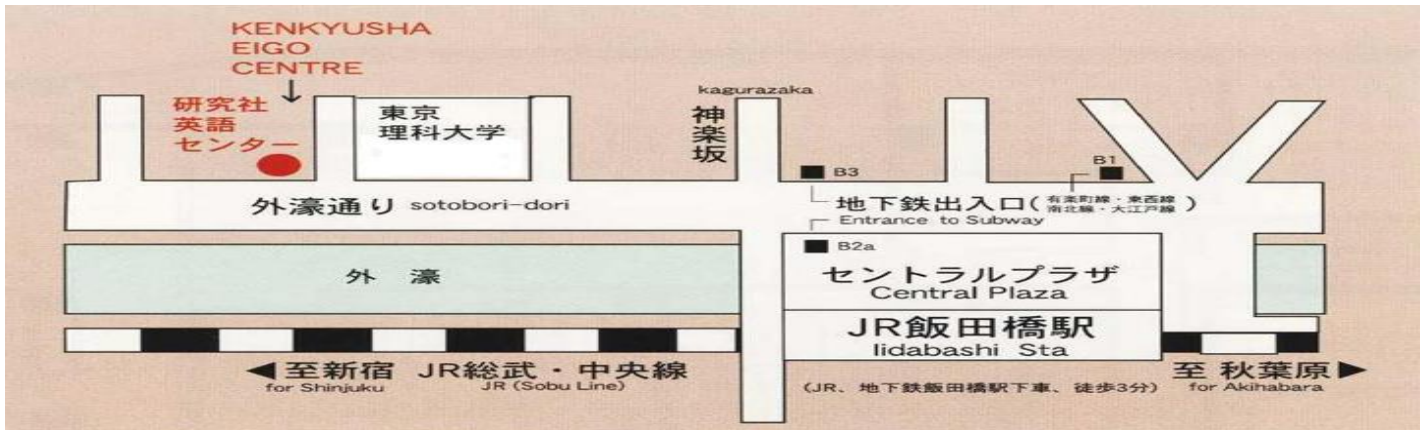 KENKYUSHA
EIGO
CENTRE
研究社
英語
センター
東京
理科大学
kagurazaka
神楽坂
B3
B1
外濠通り sotobori-dori
地下鉄出入口(有楽町線・東西線
南北線・大江戸線)
Entrance to Subway
B2a
外 濠
セントラルプラザ
Central Plaza
JR飯田橋駅
Iidabashi Sta
◀至新宿 JR総武・中央線
for Shinjuku JR (Sobu Line)
(JR、地下鉄飯田橋駅下車、徒歩3分)
至 秋葉原▶
for Akihabara